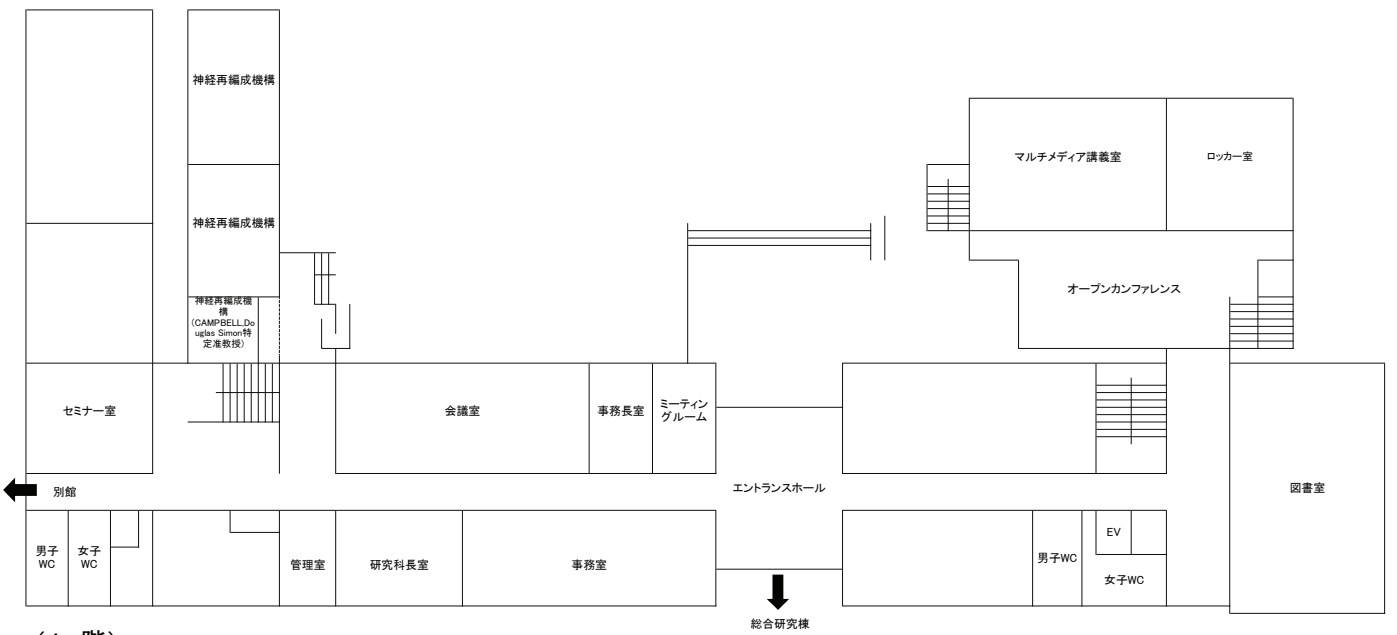 神経再編成機構
神経再編成機構
神経再編成機
構
(CAMPBELL,Do
uglas Simon特
定准教授)
マルチメディア講義室
ロッカー室
オープンカンファレンス
セミナー室
会議室
事務長室
ミーティン
グルーム
別館
エントランスホール
図書室
男子
WC
女子
WC
管理室
研究科長室
事務室
男子WC
EV
女子WC
総合研究棟